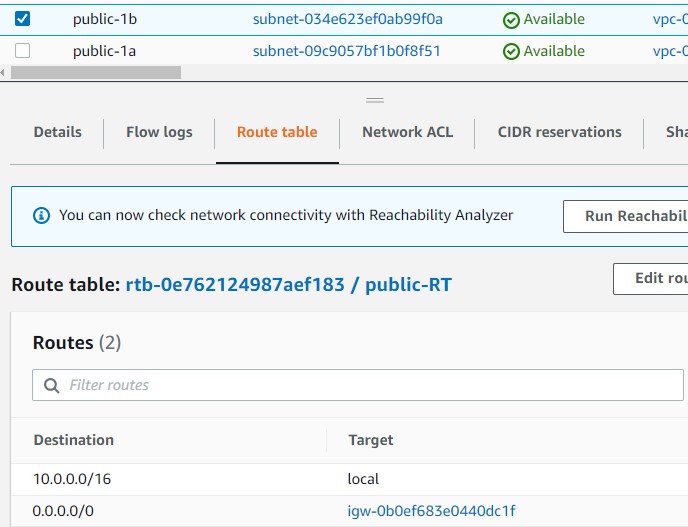 public-1b subnet-034e623ef0ab99f0a Available vpc-0
public-1a subnet-09c9057bf1b0f8f51 Available vpc-0
Details Flow logs Route table Network ACL CIDR reservations Sha
You can now check network connectivity with Reachability Analyzer Run Reachabil
Route table: rtb-0e762124987aef183 / public-RT Edit rou
Routes (2)
Filter routes
Destination Target
10.0.0.0/16 local
0.0.0.0/0 igw-0b0ef683e0440dc1f